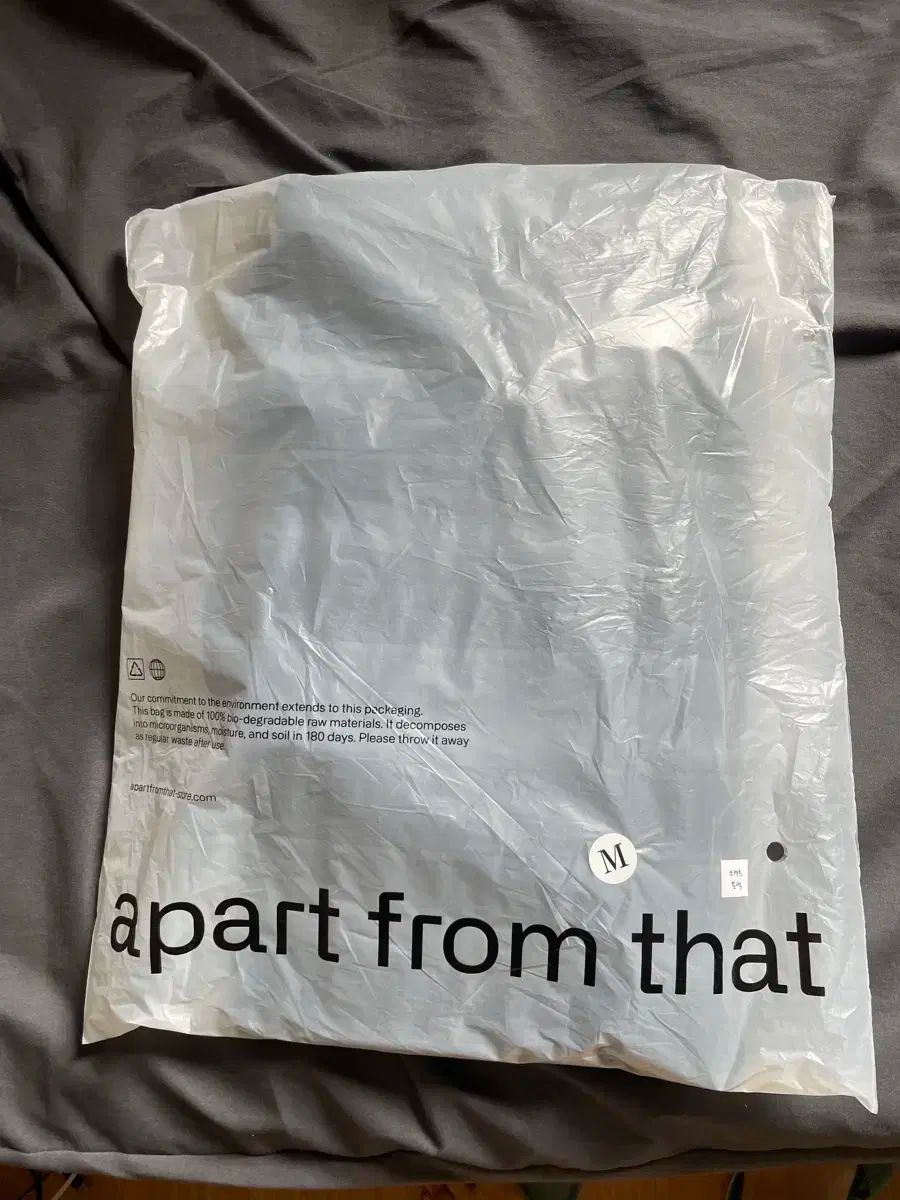 Our commitment to the environment extends to this packaging.
This bag is made of 100% bio-degradable raw materials. It decomposes
into microorganisms, moisture, and soil in 180 days. Please throw it away
as regular waste after use.
apartfromthat-store.com
M
apart from that